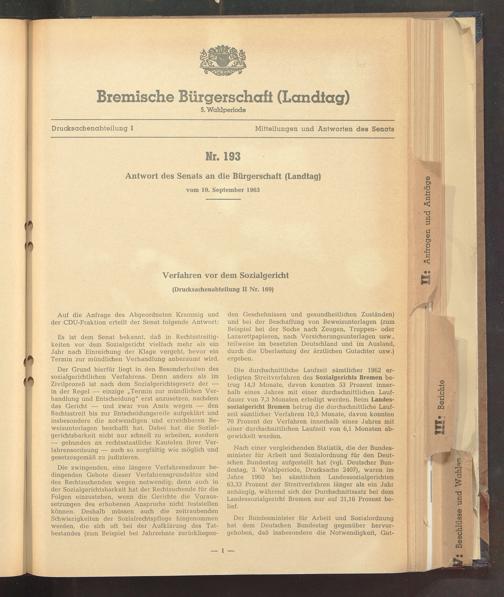 Bremische Bürgerschaft (Landtag)
5. Wahlperiode
Drucksachenabteilung I
Mitteilungen und Antworten des Senats
Nr. 193
Antwort des Senats an die Bürgerschaft (Landtag)
vom 10. September 1963
Verfahren vor dem Sozialgericht
(Drucksachenabteilung II Nr. 169)
Auf die Anfrage des Abgeordneten Krammig und
der CDU-Fraktion erteilt der Senat folgende Antwort:
Es ist dem Senat bekannt, daß in Rechtsstreitig-
keiten vor dem Sozialgericht vielfach mehr als ein
Jahr nach Einreichung der Klage vergeht, bevor ein
Termin zur mündlichen Verhandlung anberaumt wird.
Der Grund hierfür liegt in den Besonderheiten des
sozialgerichtlichen Verfahrens. Denn anders als im
Zivilprozeß ist nach dem Sozialgerichtsgesetz der —
in der Regel — einzige „Termin zur mündlichen Ver-
handlung und Entscheidung" erst anzusetzen, nachdem
das Gericht — und zwar von Amts wegen — den
Rechtsstreit bis zur Entscheidungsreife aufgeklärt und
insbesondere die notwendigen und erreichbaren Be-
weisunterlagen beschafft hat. Dabei hat die Sozial-
gerichtsbarkeit nicht nur schnell zu arbeiten, sondern
— gebunden an rechtsstaatliche Kautelen ihrer Ver-
fahrensordnung — auch so sorgfältig wie möglich und
gesetzesgemäß zu judizieren.
Die zwingenden, eine längere Verfahrensdauer be-
dingenden Gebote dieser Verfahrensgrundsätze sind
des Rechtsuchenden wegen notwendig; denn auch in
der Sozialgerichtsbarkeit hat der Rechtsuchende für die
Folgen einzustehen, wenn die Gerichte die Voraus-
setzungen des erhobenen Anspruchs nicht feststellen
können. Deshalb müssen auch die zeitraubenden
Schwierigkeiten der Sozialrechtspflege hingenommen
werden, die sich oft bei der Aufklärung des Tat-
bestandes (zum Beispiel bei Jahrzehnte zurückliegen-
den Geschehnissen und gesundheitlichen Zuständen)
und bei der Beschaffung von Beweisunterlagen (zum
Beispiel bei der Suche nach Zeugen, Truppen- oder
Lazarettpapieren, nach Versicherungsunterlagen usw.,
teilweise im besetzten Deutschland und im Ausland,
durch die Überlastung der ärztlichen Gutachter usw.)
ergeben.
Die durchschnittliche Laufzeit sämtlicher 1962 er-
ledigten Streitverfahren des Sozialgerichts Bremen be-
trug 14,3 Monate, davon konnten 53 Prozent inner-
halb eines Jahres mit einer durchschnittlichen Lauf-
dauer von 7,3 Monaten erledigt werden. Beim Landes-
sozialgericht Bremen betrug die durchschnittliche Lauf-
zeit sämtlicher Verfahren 10,3 Monate, davon konnten
70 Prozent der Verfahren innerhalb eines Jahres mit
einer durchschnittlichen Laufzeit von 6,1 Monaten ab-
gewickelt werden.
Nach einer vergleichenden Statistik, die der Bundes-
minister für Arbeit und Sozialordnung für den Deut-
schen Bundestag aufgestellt hat (vgl. Deutscher Bun-
destag, 3. Wahlperiode, Drucksache 2407), waren im
Jahre 1960 bei sämtlichen Landessozialgerichten
63,33 Prozent der Streitverfahren länger als ein Jahr
anhängig, während sich der Durchschnittssatz bei dem
Landessozialgericht Bremen nur auf 31,10 Prozent be-
lief.
Der Bundesminister für Arbeit und Sozialordnung
hat dem Deutschen Bundestag gegenüber hervorge-
hoben, daß insbesondere die Notwendigkeit, Gut-
— 1 —
II: Anfragen und Anträge
III: Berichte
Beschlüsse und Wahlen